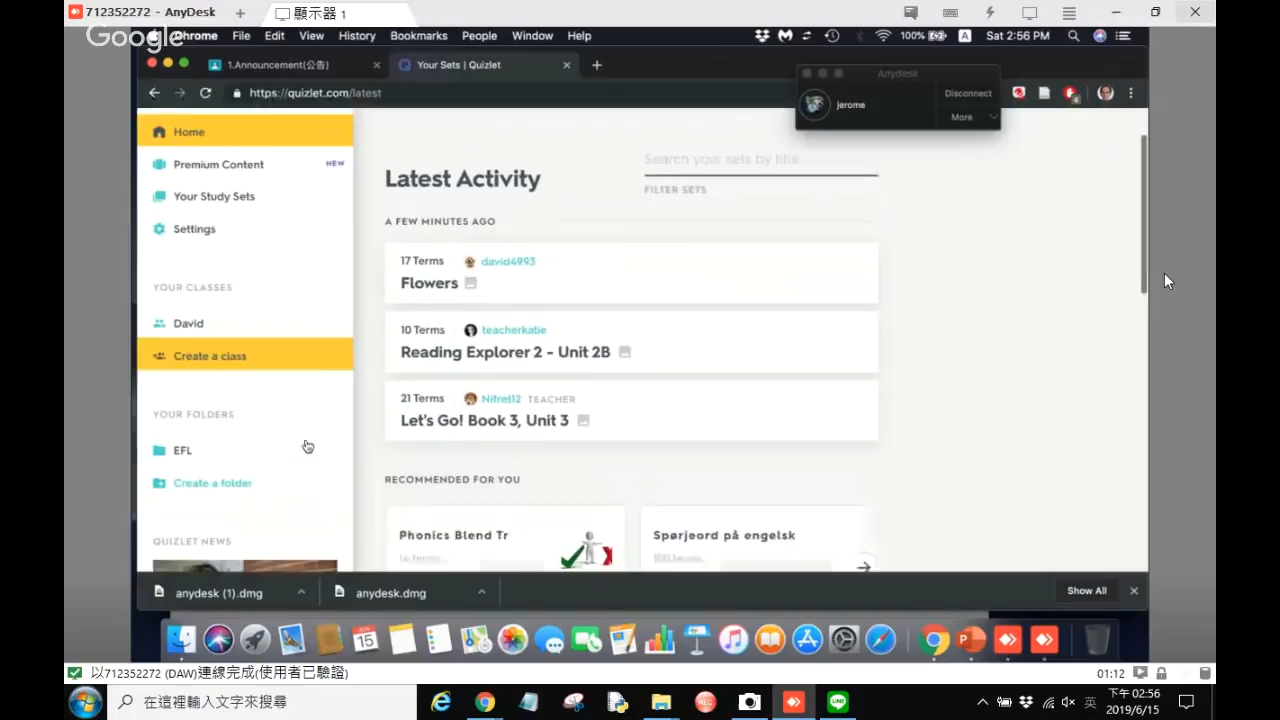 712352272 - AnyDesk
顯示器 1
Google
Chrome File Edit View History Bookmarks People Window Help
100% A Sat 2:56 PM
1.Announcement(公告)
Your Sets | Quizlet
https://quizlet.com/latest
Anydesk
jerome
Disconnect
More
Home
Premium Content NEW
Your Study Sets
Settings
YOUR CLASSES
David
Create a class
YOUR FOLDERS
EFL
Create a folder
QUIZLET NEWS
Latest Activity
Search your sets by title
FILTER SETS
A FEW MINUTES AGO
17 Terms david4993
Flowers
10 Terms teacherkatie
Reading Explorer 2 - Unit 2B
21 Terms Nifret12 TEACHER
Let's Go! Book 3, Unit 3
RECOMMENDED FOR YOU
Phonics Blend Tr
Spørjeord på engelsk
anydesk (1).dmg
anydesk.dmg
Show All
15
以712352272 (DAW)連線完成(使用者已驗證)
01:12
在這裡輸入文字來搜尋
REC
LINE
英
下午 02:56
2019/6/15